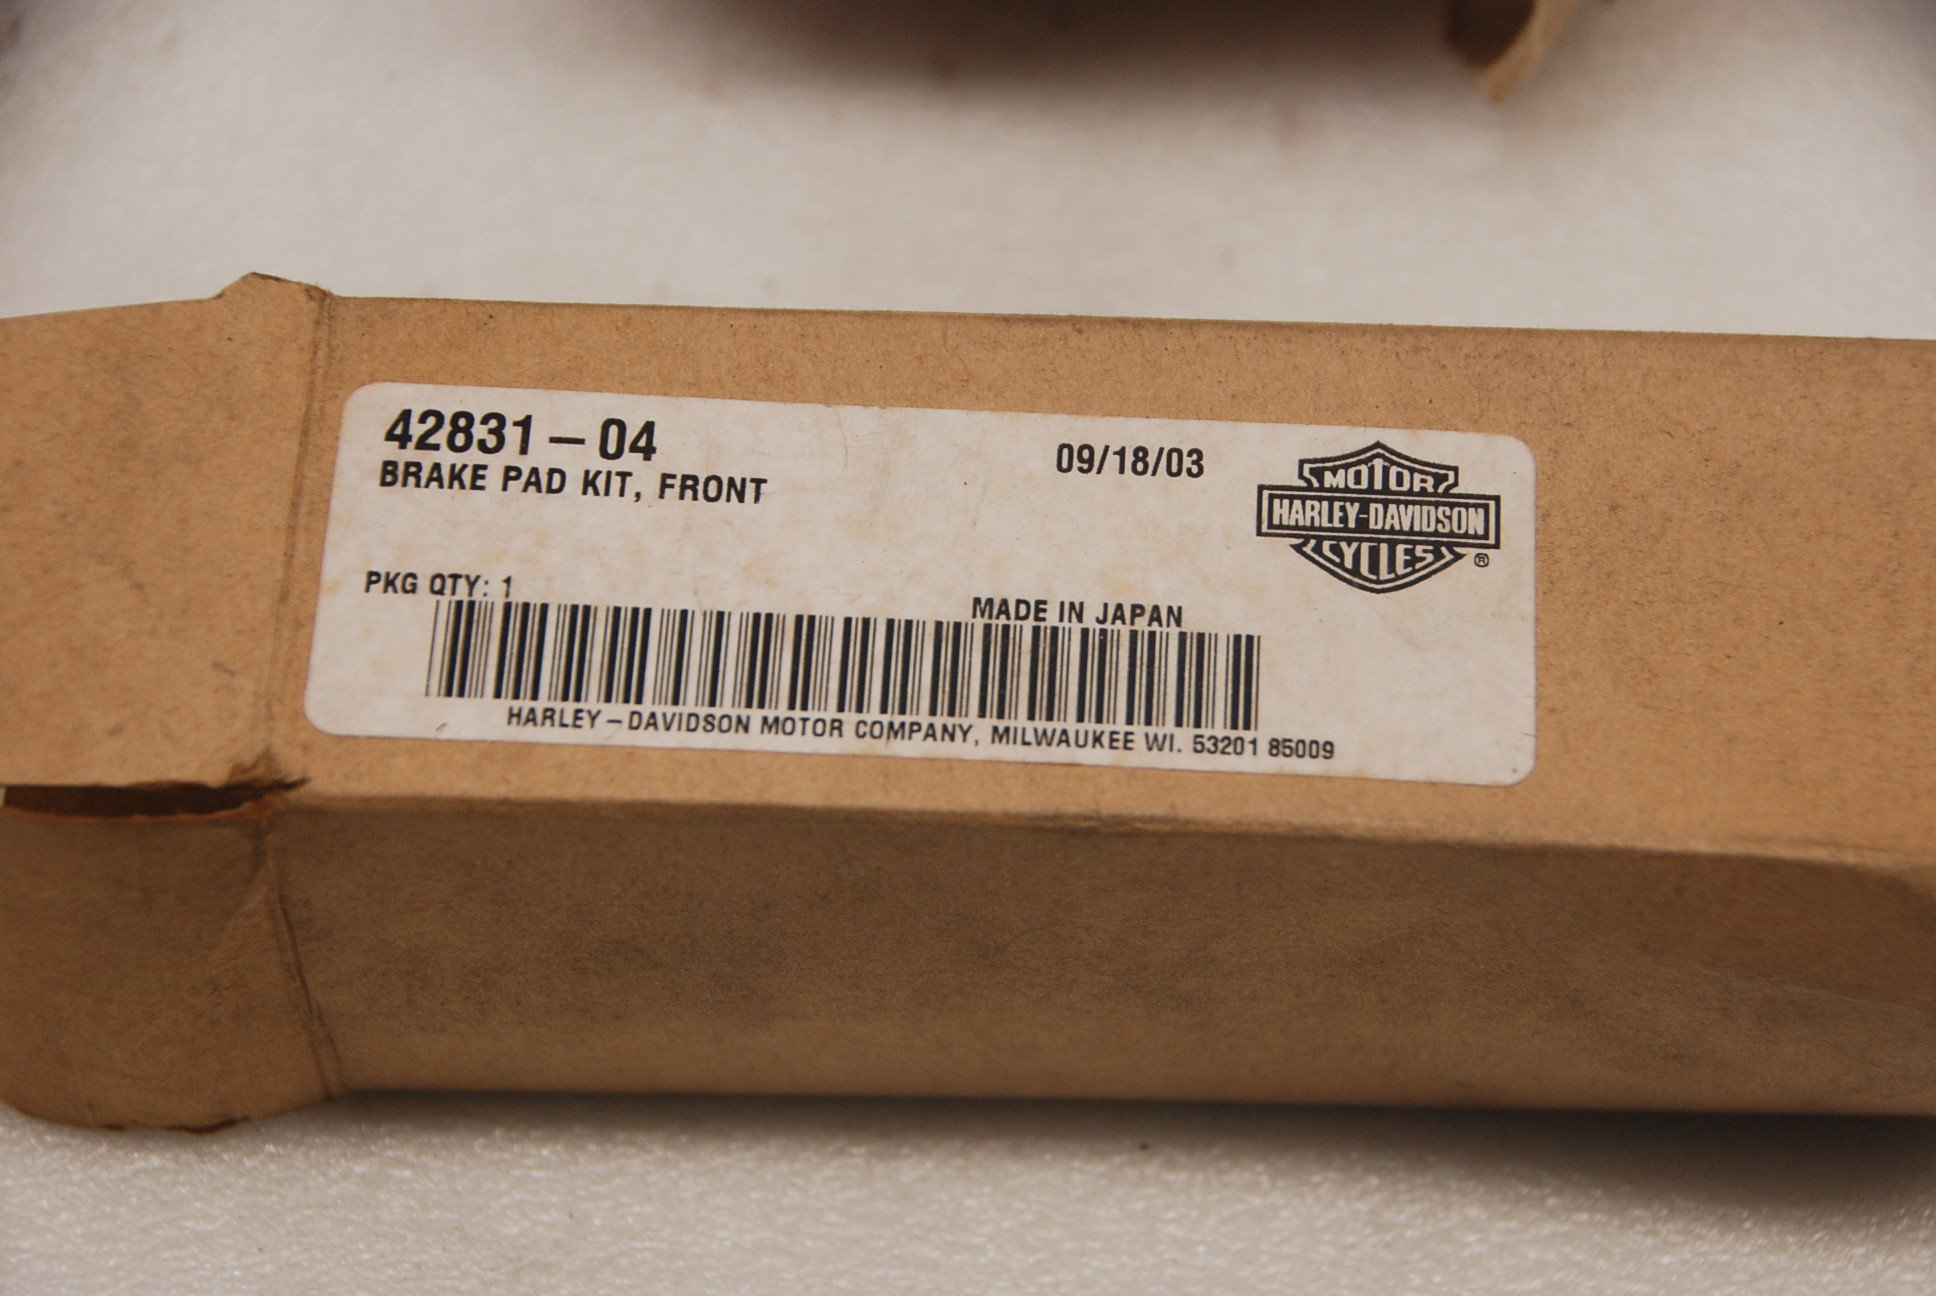 42831-04
BRAKE PAD KIT, FRONT
09/18/03
MOTOR
HARLEY-DAVIDSON
CYCLES
®
PKG QTY: 1
MADE IN JAPAN
HARLEY-DAVIDSON MOTOR COMPANY, MILWAUKEE WI. 53201 85009